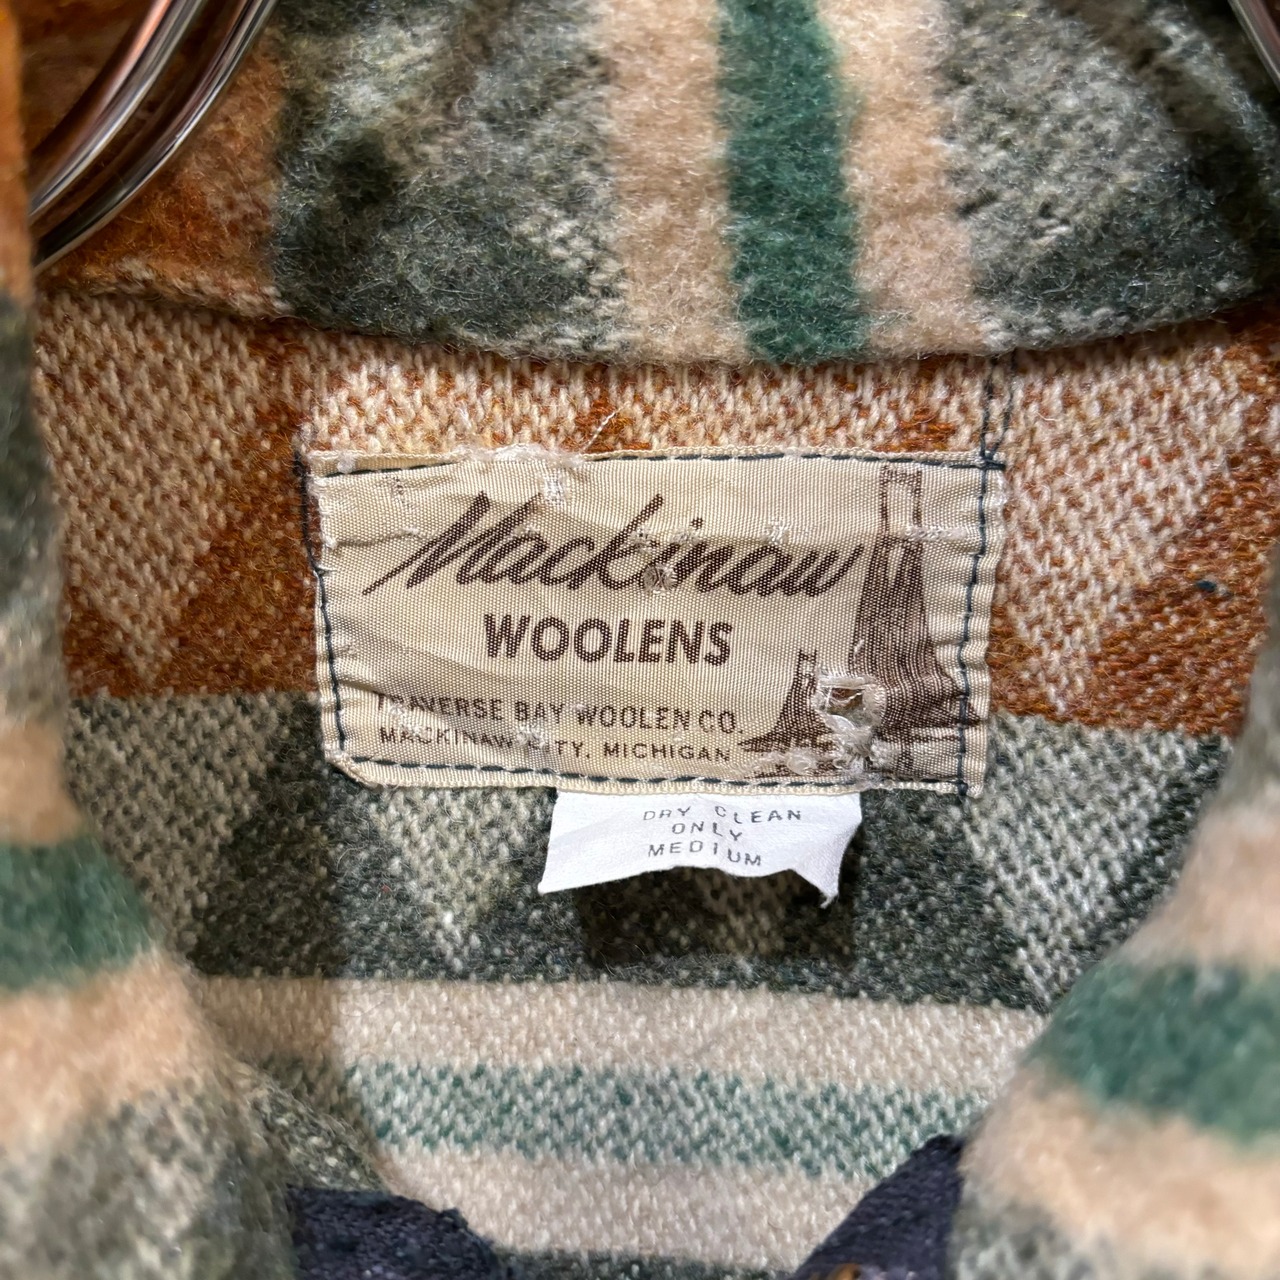 Mackinaw
WOOLENS
TRAVERSE BAY WOOLEN CO.
MACKINAW CITY, MICHIGAN
DRY CLEAN
ONLY
MEDIUM